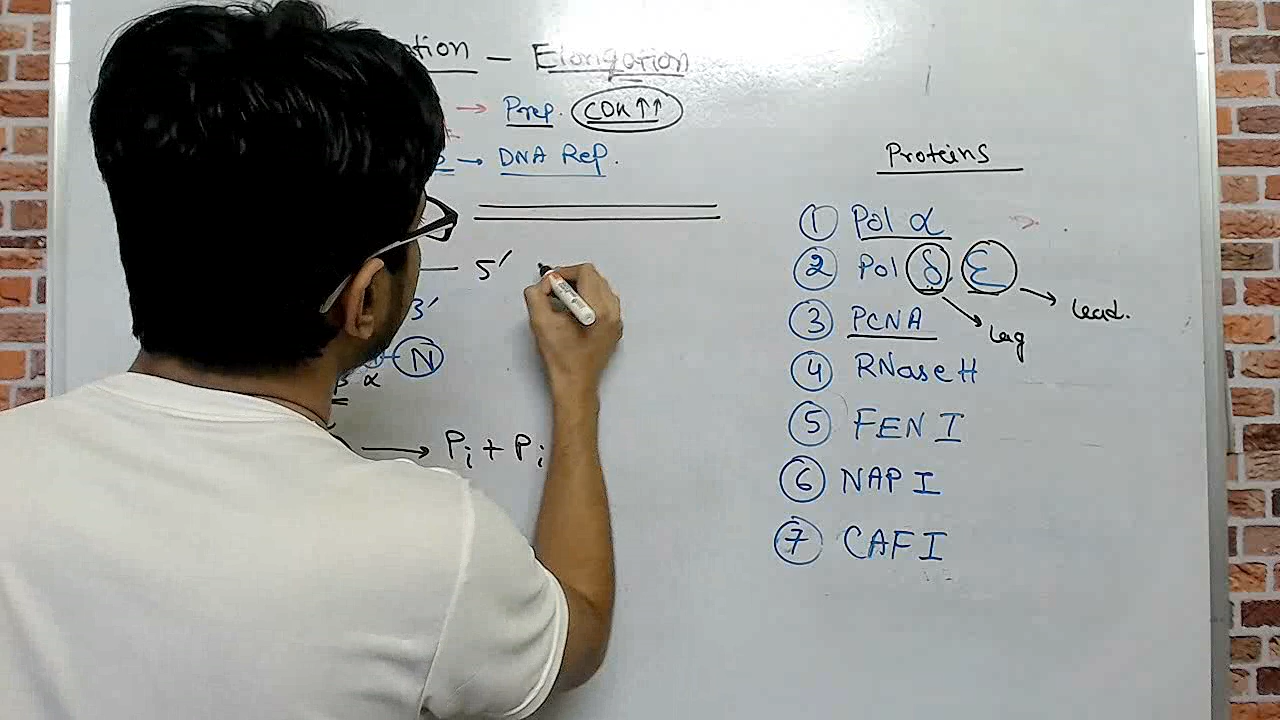 tion – Elongation
→ Prep. CDK↑↑
→ DNA Rep.
5'
3'
N
β α
→ Pi + Pi
Proteins
① Pol α
② Pol δ, ε → Lead.
Lag
③ PCNA
④ RNase H
⑤ FEN I
⑥ NAP I
⑦ CAF I